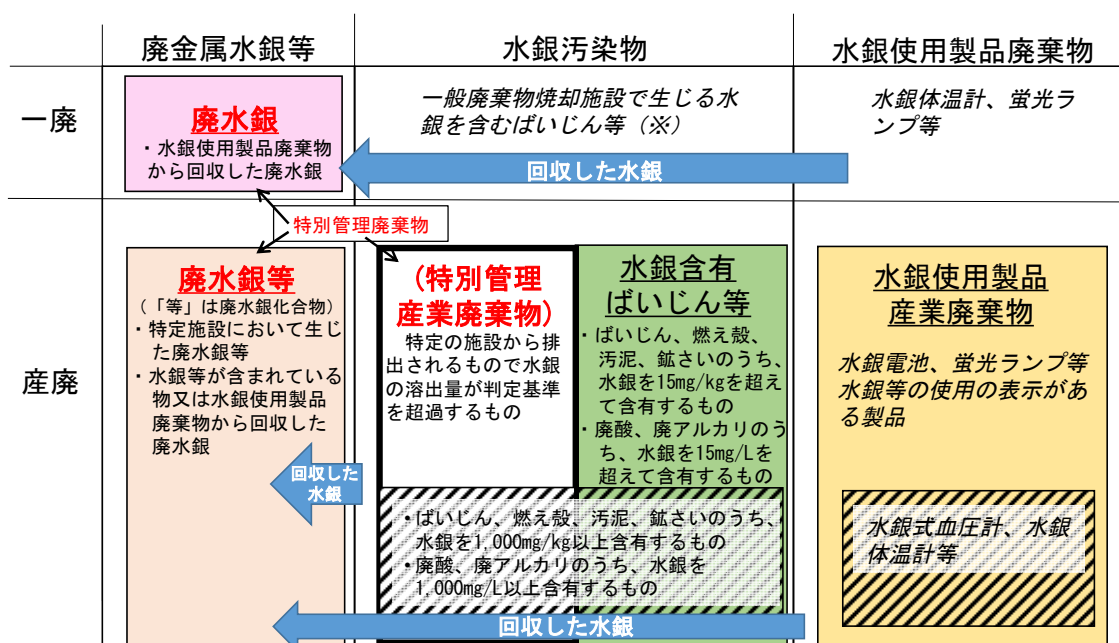 廃金属水銀等
水銀汚染物
水銀使用製品廃棄物
一廃
廃水銀
・水銀使用製品廃棄物
から回収した廃水銀
一般廃棄物焼却施設で生じる水
銀を含むばいじん等（※）
水銀体温計、蛍光ラ
ンプ等
回収した水銀
特別管理廃棄物
産廃
廃水銀等
（「等」は廃水銀化合物）
・特定施設において生じ
た廃水銀等
・水銀等が含まれている
物又は水銀使用製品
廃棄物から回収した
廃水銀
回収した
水銀
(特別管理
産業廃棄物)
特定の施設から排
出されるもので水銀
の溶出量が判定基準
を超過するもの
水銀含有
ばいじん等
・ばいじん、燃え殻、
汚泥、鉱さいのうち、
水銀を15mg/kgを超え
て含有するもの
・廃酸、廃アルカリのう
ち、水銀を15mg/Lを
超えて含有するもの
・ばいじん、燃え殻、汚泥、鉱さいのうち、
水銀を1,000mg/kg以上含有するもの
・廃酸、廃アルカリのうち、水銀を
1,000mg/L以上含有するもの
水銀使用製品
産業廃棄物
水銀電池、蛍光ランプ等
水銀等の使用の表示があ
る製品
水銀式血圧計、水銀
体温計等
回収した水銀